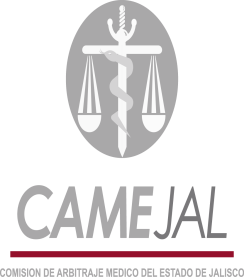 CAMEJAL
COMISION DE ARBITRAJE MEDICO DEL ESTADO DE JALISCO